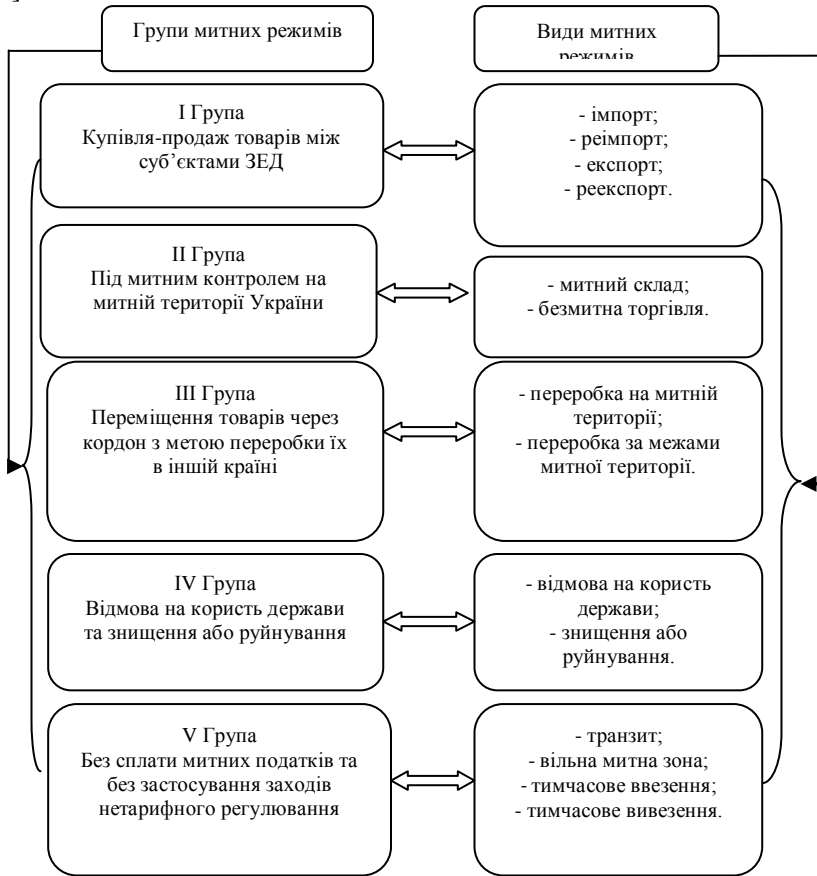 ]
Групи митних режимів
Види митних
режимів
І Група
Купівля-продаж товарів між
суб’єктами ЗЕД
- імпорт;
- реімпорт;
- експорт;
- реекспорт.
ІІ Група
Під митним контролем на
митній території України
- митний склад;
- безмитна торгівля.
ІІІ Група
Переміщення товарів через
кордон з метою переробки їх
в іншій країні
- переробка на митній
території;
- переробка за межами
митної території.
IV Група
Відмова на користь держави
та знищення або руйнування
- відмова на користь
держави;
- знищення або
руйнування.
V Група
Без сплати митних податків та
без застосування заходів
нетарифного регулювання
- транзит;
- вільна митна зона;
- тимчасове ввезення;
- тимчасове вивезення.